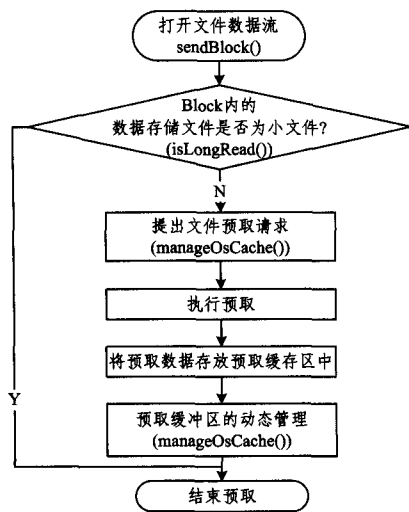 打开文件数据流
sendBlock()
Block内的
数据存储文件是否为小文件?
(isLongRead())
N
提出文件预取请求
(manageOsCache())
执行预取
将预取数据存放预取缓存区中
Y
预取缓冲区的动态管理
(manageOsCache())
结束预取